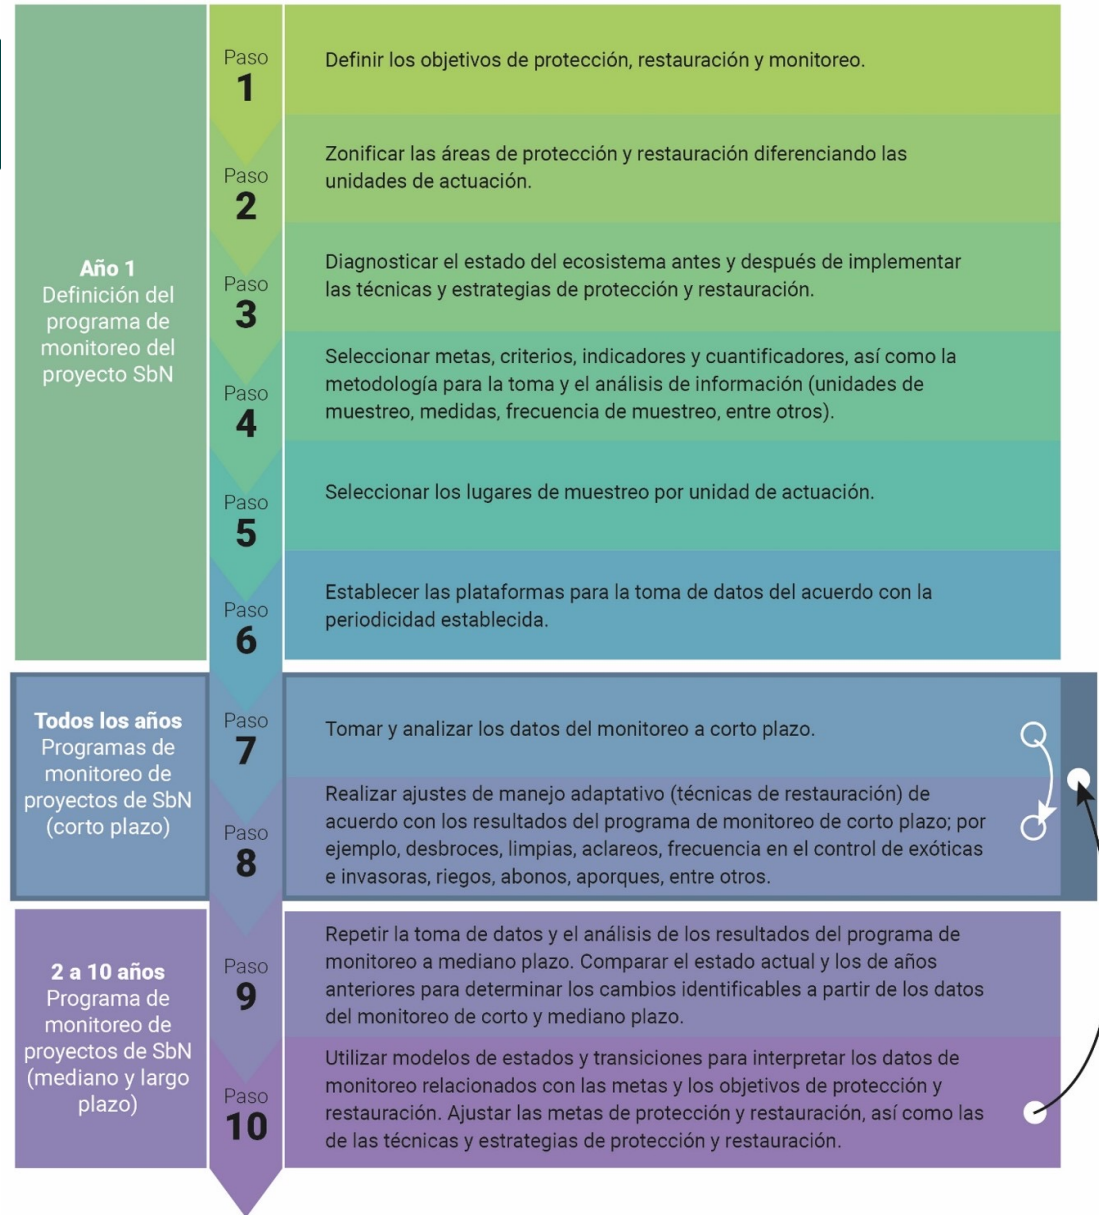 Año 1
Definición del
programa de
monitoreo del
proyecto SbN
Paso
1
Definir los objetivos de protección, restauración y monitoreo.
Paso
2
Zonificar las áreas de protección y restauración diferenciando las
unidades de actuación.
Paso
3
Diagnosticar el estado del ecosistema antes y después de implementar
las técnicas y estrategias de protección y restauración.
Paso
4
Seleccionar metas, criterios, indicadores y cuantificadores, así como la
metodología para la toma y el análisis de información (unidades de
muestreo, medidas, frecuencia de muestreo, entre otros).
Paso
5
Seleccionar los lugares de muestreo por unidad de actuación.
Paso
6
Establecer las plataformas para la toma de datos del acuerdo con la
periodicidad establecida.
Todos los años
Programas de
monitoreo de
proyectos de SbN
(corto plazo)
Paso
7
Tomar y analizar los datos del monitoreo a corto plazo.
Paso
8
Realizar ajustes de manejo adaptativo (técnicas de restauración) de
acuerdo con los resultados del programa de monitoreo de corto plazo; por
ejemplo, desbroces, limpias, aclareos, frecuencia en el control de exóticas
e invasoras, riegos, abonos, aporques, entre otros.
2 a 10 años
Programa de
monitoreo de
proyectos de SbN
(mediano y largo
plazo)
Paso
9
Repetir la toma de datos y el análisis de los resultados del programa de
monitoreo a mediano plazo. Comparar el estado actual y los de años
anteriores para determinar los cambios identificables a partir de los datos
del monitoreo de corto y mediano plazo.
Paso
10
Utilizar modelos de estados y transiciones para interpretar los datos de
monitoreo relacionados con las metas y los objetivos de protección y
restauración. Ajustar las metas de protección y restauración, así como las
de las técnicas y estrategias de protección y restauración.